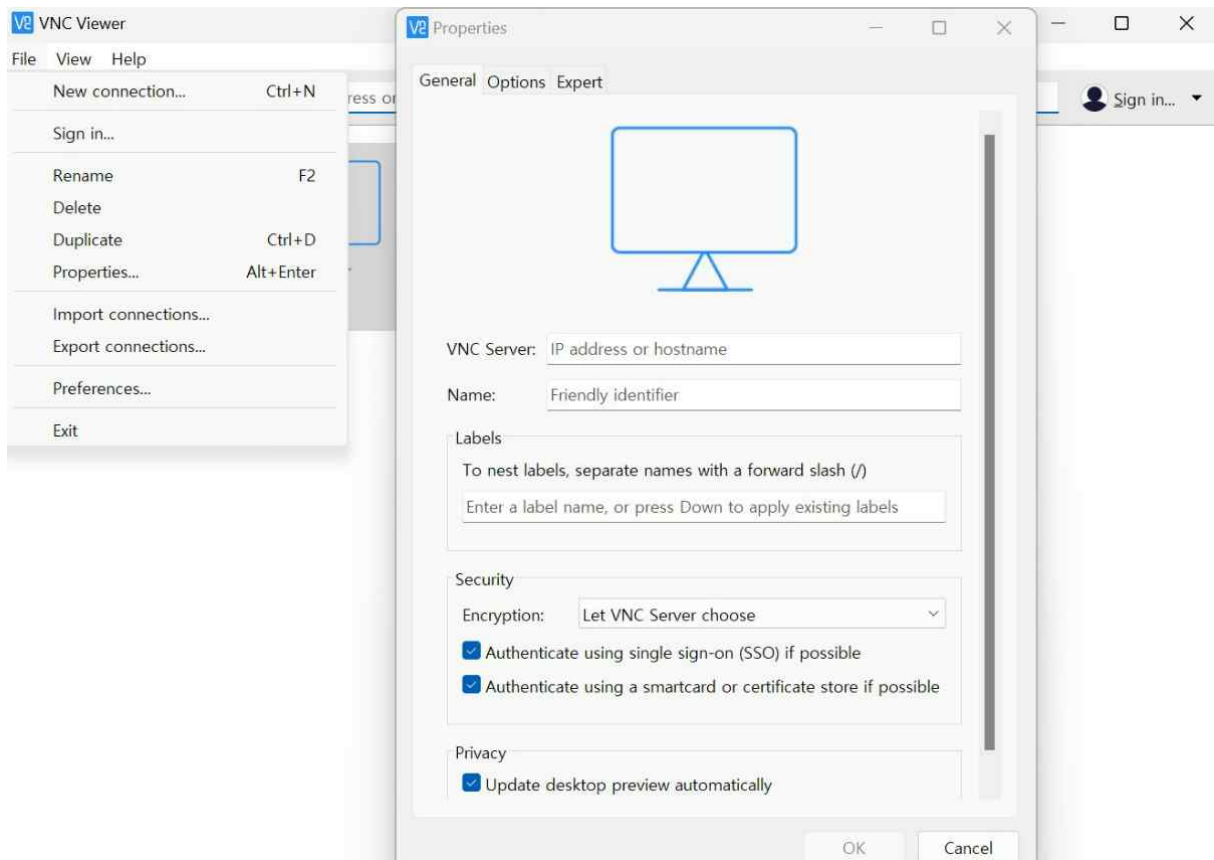 VNC Viewer
File View Help
New connection... Ctrl+N
Sign in...
Rename F2
Delete
Duplicate Ctrl+D
Properties... Alt+Enter
Import connections...
Export connections...
Preferences...
Exit
ress or
Sign in...
Properties
General Options Expert
VNC Server: IP address or hostname
Name: Friendly identifier
Labels
To nest labels, separate names with a forward slash (/)
Enter a label name, or press Down to apply existing labels
Security
Encryption: Let VNC Server choose
Authenticate using single sign-on (SSO) if possible
Authenticate using a smartcard or certificate store if possible
Privacy
Update desktop preview automatically
OK Cancel